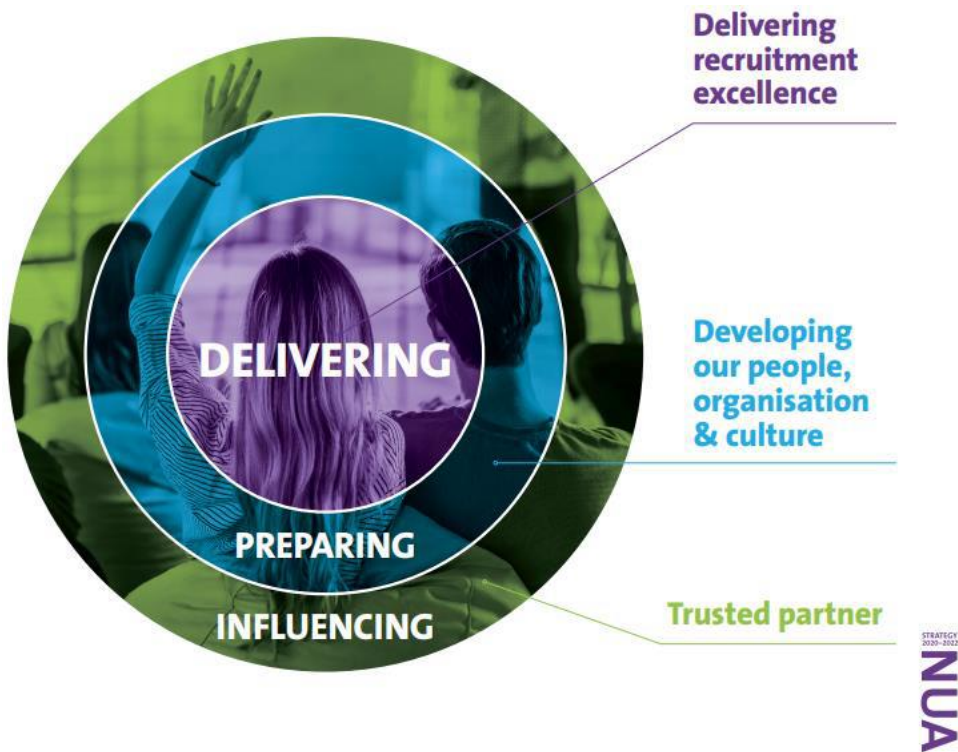 Delivering
recruitment
excellence
DELIVERING
Developing
our people,
organisation
& culture
PREPARING
INFLUENCING
Trusted partner
STRATEGY
2020–2022
NUA